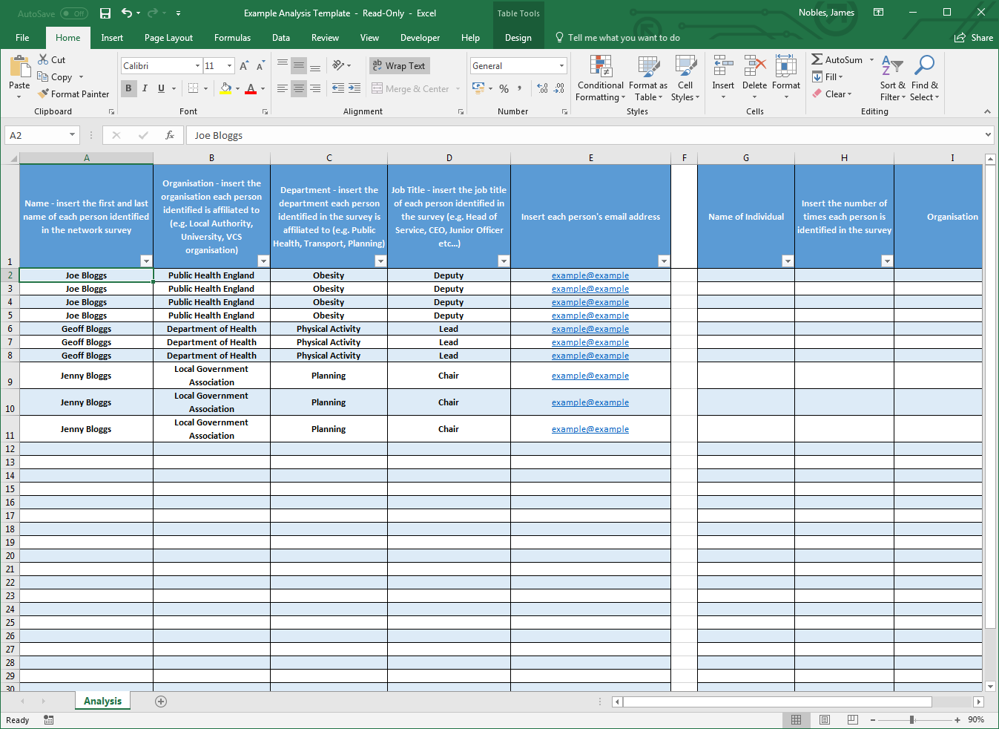 AutoSave Off
Example Analysis Template - Read-Only - Excel
Table Tools
Nobles, James
File Home Insert Page Layout Formulas Data Review View Developer Help Design Tell me what you want to do Share
Paste
Cut
Copy
Format Painter
Clipboard
Calibri 11
B I U
Font
Wrap Text
Merge & Center
Alignment
General
Number
Conditional Formatting
Format as Table
Cell Styles
Styles
Insert Delete Format
Cells
AutoSum
Fill
Clear
Sort & Filter
Find & Select
Editing
A2 fx Joe Bloggs
A B C D E F G H I
1
Name - insert the first and last
name of each person identified
in the network survey
Organisation - insert the
organisation each person
identified is affiliated to
(e.g. Local Authority,
University, VCS
organisation)
Department - insert the
department each person
identified in the survey is
affiliated to (e.g. Public
Health, Transport, Planning)
Job Title - insert the job title
of each person identified in
the survey (e.g. Head of
Service, CEO, Junior Officer
etc...)
Insert each person's email address
Name of Individual
Insert the number of
times each person is
identified in the survey
Organisation
2 Joe Bloggs Public Health England Obesity Deputy example@example
3 Joe Bloggs Public Health England Obesity Deputy example@example
4 Joe Bloggs Public Health England Obesity Deputy example@example
5 Joe Bloggs Public Health England Obesity Deputy example@example
6 Geoff Bloggs Department of Health Physical Activity Lead example@example
7 Geoff Bloggs Department of Health Physical Activity Lead example@example
8 Geoff Bloggs Department of Health Physical Activity Lead example@example
9 Jenny Bloggs Local Government Association Planning Chair example@example
10 Jenny Bloggs Local Government Association Planning Chair example@example
11 Jenny Bloggs Local Government Association Planning Chair example@example
12
13
14
15
16
17
18
19
20
21
22
23
24
25
26
27
28
29
30
Analysis
Ready
90%